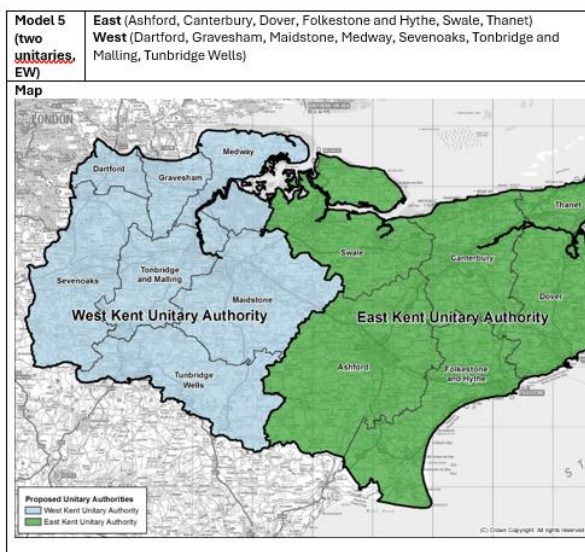 Model 5
(two
unitaries,
EW)
East (Ashford, Canterbury, Dover, Folkestone and Hythe, Swale, Thanet)
West (Dartford, Gravesham, Maidstone, Medway, Sevenoaks, Tonbridge and
Malling, Tunbridge Wells)
Map
LONDON
Medway
Dartford
Gravesham
Thanet
Swale
Canterbury
Sevenoaks
Tonbridge
and Malling
Maidstone
Dover
West Kent Unitary Authority
East Kent Unitary Authority
Ashford
Folkestone
and Hythe
Tunbridge
Wells
Proposed Unitary Authorities
West Kent Unitary Authority
East Kent Unitary Authority
(C) Crown Copyright. All rights reserved